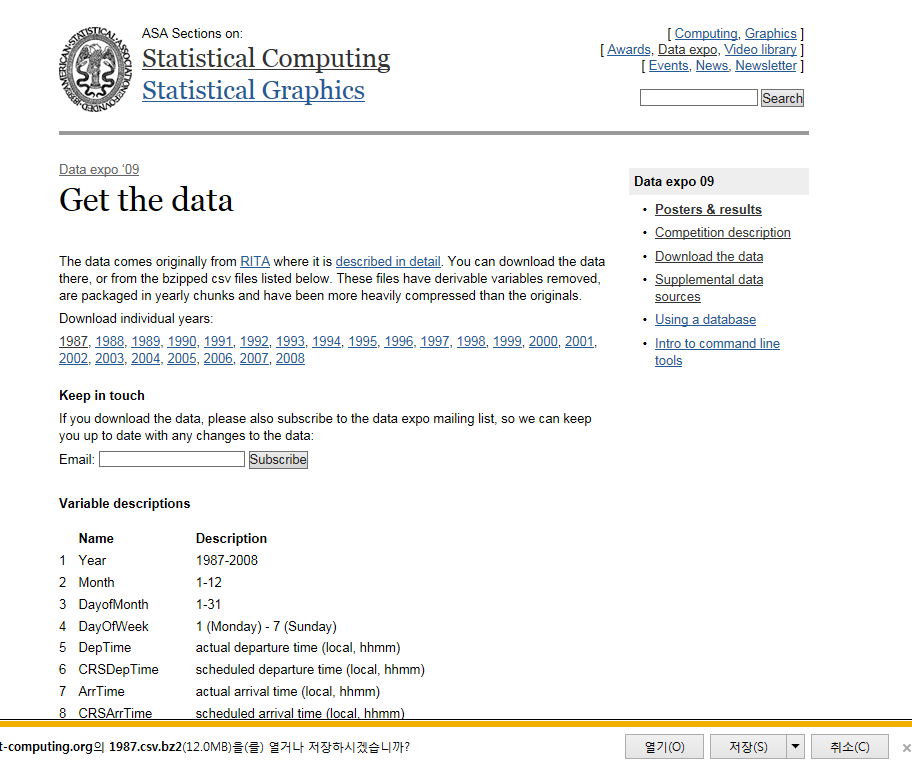 ASA Sections on:
Statistical Computing
Statistical Graphics
[ Computing, Graphics ]
[ Awards, Data expo, Video library ]
[ Events, News, Newsletter ]
Search
Data expo ‘09
Get the data
The data comes originally from RITA where it is described in detail. You can download the data
there, or from the bzipped csv files listed below. These files have derivable variables removed,
are packaged in yearly chunks and have been more heavily compressed than the originals.
Download individual years:
1987, 1988, 1989, 1990, 1991, 1992, 1993, 1994, 1995, 1996, 1997, 1998, 1999, 2000, 2001,
2002, 2003, 2004, 2005, 2006, 2007, 2008
Keep in touch
If you download the data, please also subscribe to the data expo mailing list, so we can keep
you up to date with any changes to the data:
Email: Subscribe
Variable descriptions
Name Description
1 Year 1987-2008
2 Month 1-12
3 DayofMonth 1-31
4 DayOfWeek 1 (Monday) - 7 (Sunday)
5 DepTime actual departure time (local, hhmm)
6 CRSDepTime scheduled departure time (local, hhmm)
7 ArrTime actual arrival time (local, hhmm)
8 CRSArrTime scheduled arrival time (local, hhmm)
Data expo 09
• Posters & results
• Competition description
• Download the data
• Supplemental data
sources
• Using a database
• Intro to command line
tools
t-computing.org의 1987.csv.bz2(12.0MB)을(를) 열거나 저장하시겠습니까?
열기(O) 저장(S) 취소(C)